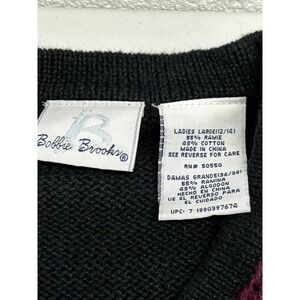 B
Bobbie Brooks®
LADIES LARGE(12/14)
55% RAMIE
45% COTTON
MADE IN CHINA
SEE REVERSE FOR CARE
RN# 50550
DAMAS GRANDE(36/38)
55% RAMINA
45% ALGODON
HECHO EN CHINA
VE EL REVERSO PARA
EL CUIDADO
UPC: 7 1990397674